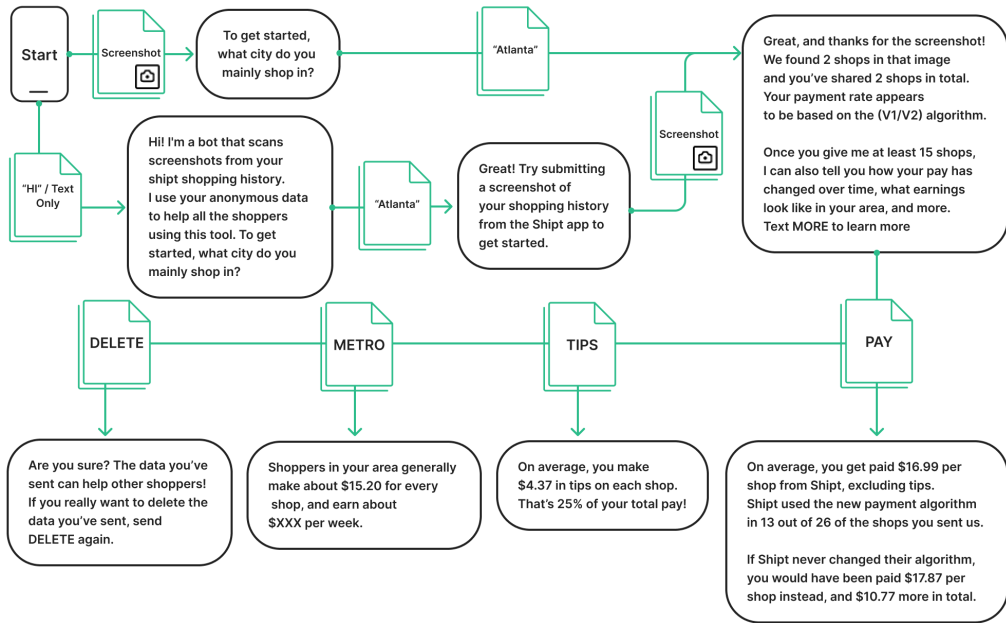 Start
Screenshot
To get started,
what city do you
mainly shop in?
“Atlanta”
Great, and thanks for the screenshot!
We found 2 shops in that image
and you’ve shared 2 shops in total.
Your payment rate appears
to be based on the (V1/V2) algorithm.
Once you give me at least 15 shops,
I can also tell you how your pay has
changed over time, what earnings
look like in your area, and more.
Text MORE to learn more
“HI” / Text
Only
Hi! I'm a bot that scans
screenshots from your
shipt shopping history.
I use your anonymous data
to help all the shoppers
using this tool. To get
started, what city do you
mainly shop in?
“Atlanta”
Great! Try submitting
a screenshot of
your shopping history
from the Shipt app to
get started.
Screenshot
DELETE
METRO
TIPS
PAY
Are you sure? The data you’ve
sent can help other shoppers!
If you really want to delete the
data you’ve sent, send
DELETE again.
Shoppers in your area generally
make about $15.20 for every
shop, and earn about
$XXX per week.
On average, you make
$4.37 in tips on each shop.
That’s 25% of your total pay!
On average, you get paid $16.99 per
shop from Shipt, excluding tips.
Shipt used the new payment algorithm
in 13 out of 26 of the shops you sent us.
If Shipt never changed their algorithm,
you would have been paid $17.87 per
shop instead, and $10.77 more in total.